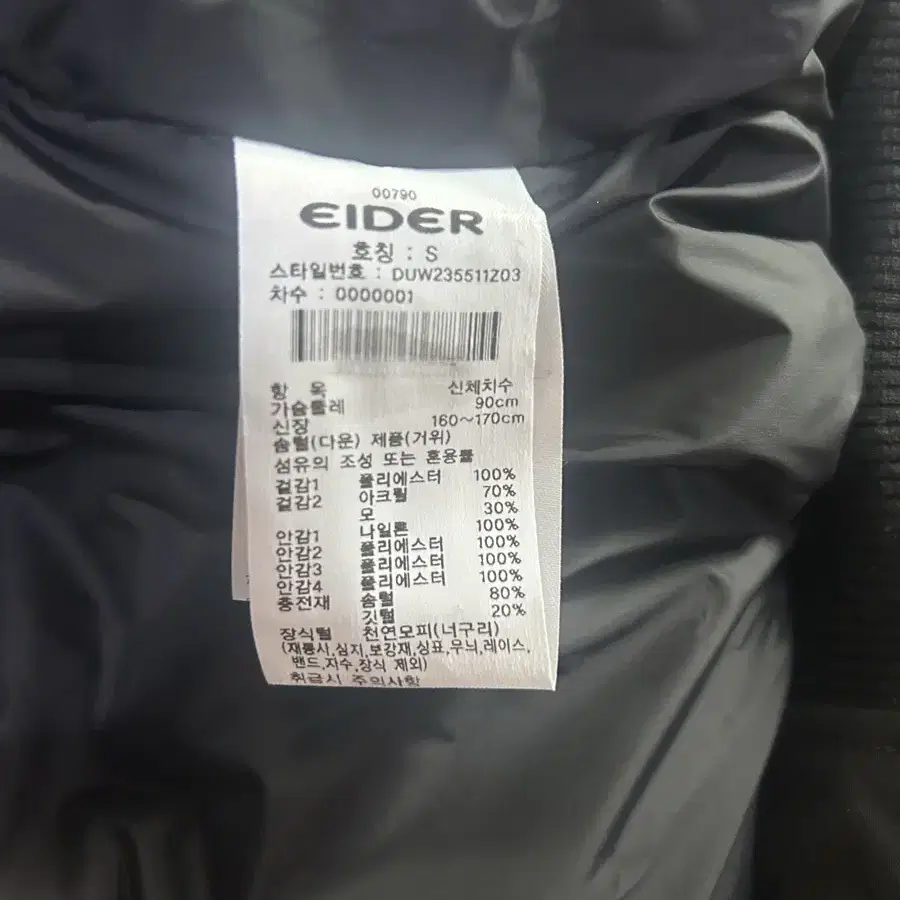 00790
EIDER
호칭 : S
스타일번호 : DUW235511Z03
차수 : 0000001
항 목 신체치수
가슴둘레 90cm
신장 160~170cm
솜털(다운) 제품(거위)
섬유의 조성 또는 혼용률
겉감1 폴리에스터 100%
겉감2 아크릴 70%
모 30%
안감1 나일론 100%
안감2 폴리에스터 100%
안감3 폴리에스터 100%
안감4 폴리에스터 100%
충전재 솜털 80%
깃털 20%
장식털 천연모피(너구리)
(재봉사,심지,보강재,상표,무늬,레이스,
밴드,자수,장식 제외)
취급시 주의사항